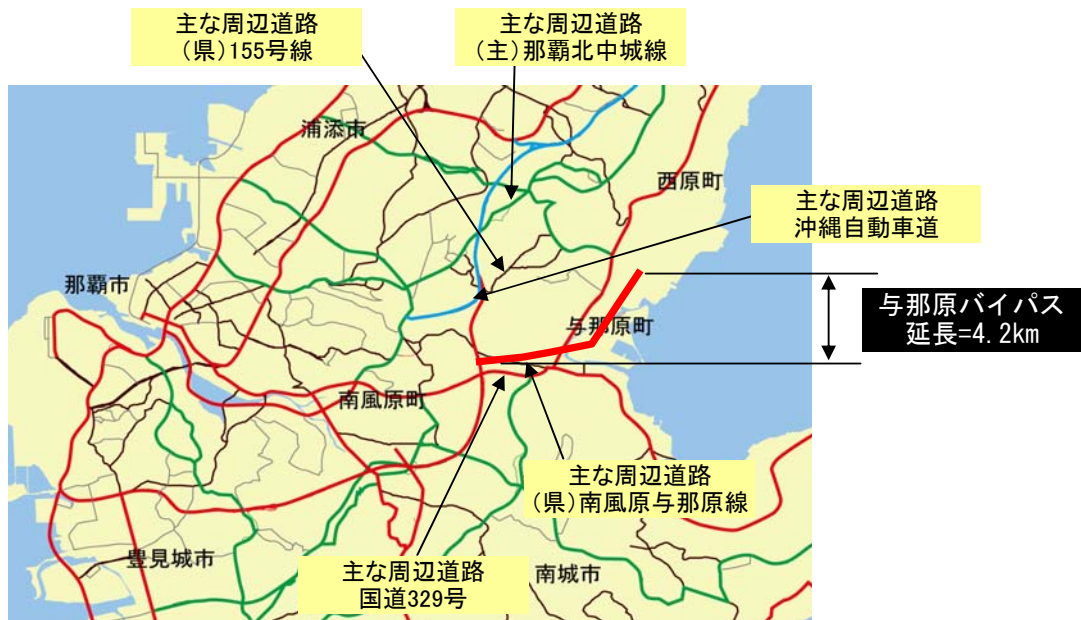 主な周辺道路
(県)155号線
主な周辺道路
(主)那覇北中城線
浦添市
西原町
主な周辺道路
沖縄自動車道
那覇市
与那原町
与那原バイパス
延長=4.2km
南風原町
主な周辺道路
(県)南風原与那原線
豊見城市
主な周辺道路
国道329号
南城市